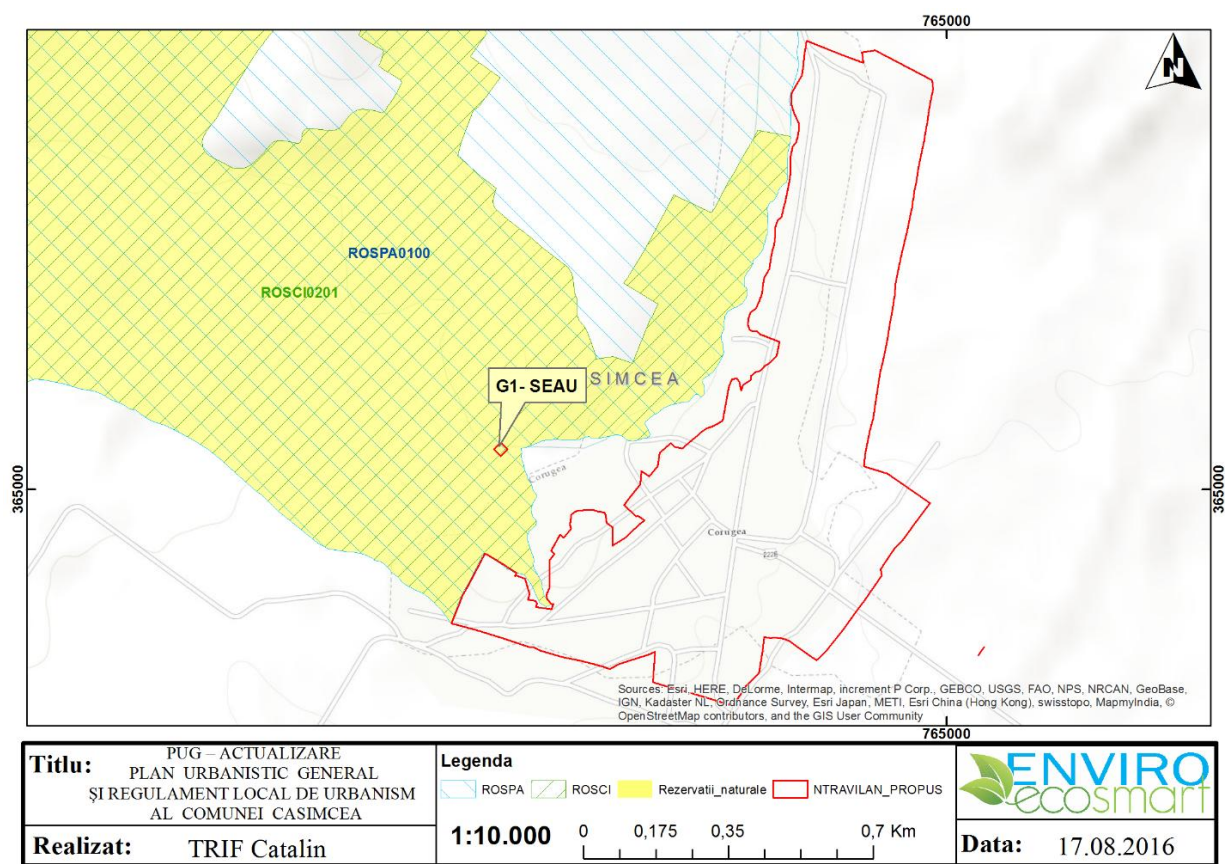 765000
N
ROSPA0100
ROSCI0201
G1- SEAU
SIMCEA
Corugea
365000
365000
Corugea
222E
Sources: Esri, HERE, DeLorme, Intermap, increment P Corp., GEBCO, USGS, FAO, NPS, NRCAN, GeoBase,
IGN, Kadaster NL, Ordnance Survey, Esri Japan, METI, Esri China (Hong Kong), swisstopo, MapmyIndia, ©
OpenStreetMap contributors, and the GIS User Community
765000
Titlu: PUG – ACTUALIZARE
PLAN URBANISTIC GENERAL
ŞI REGULAMENT LOCAL DE URBANISM
AL COMUNEI CASIMCEA
Realizat: TRIF Catalin
Legenda
ROSPA ROSCI Rezervatii_naturale NTRAVILAN_PROPUS
1:10.000 0 0,175 0,35 0,7 Km
ENVIRO
ecosmart
Data: 17.08.2016